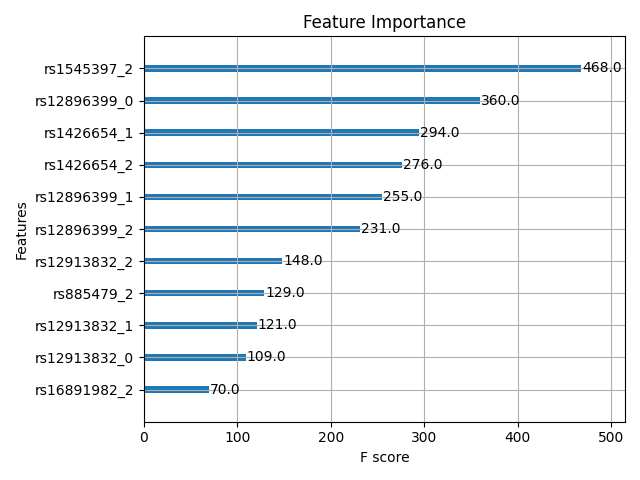 Feature Importance
Features
rs1545397_2 468.0
rs12896399_0 360.0
rs1426654_1 294.0
rs1426654_2 276.0
rs12896399_1 255.0
rs12896399_2 231.0
rs12913832_2 148.0
rs885479_2 129.0
rs12913832_1 121.0
rs12913832_0 109.0
rs16891982_2 70.0
0 100 200 300 400 500
F score